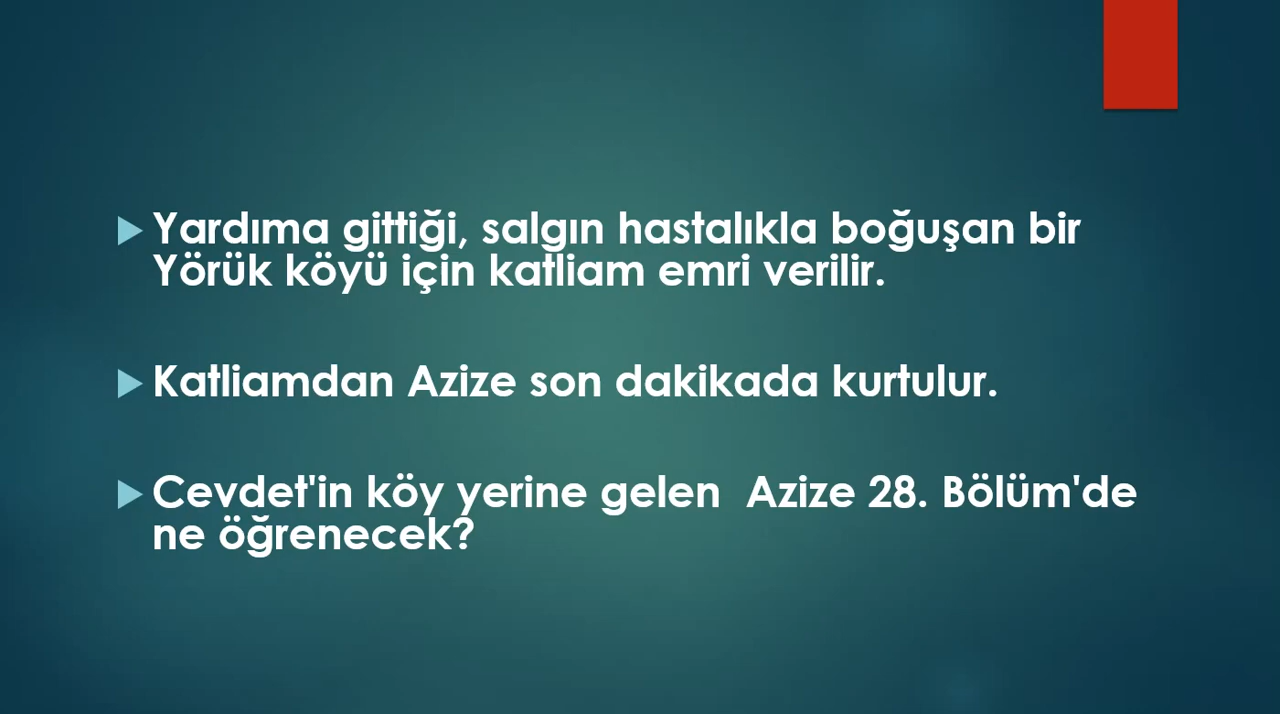 Yardıma gittiği, salgın hastalıkla boğuşan bir
Yörük köyü için katliam emri verilir.
Katliamdan Azize son dakikada kurtulur.
Cevdet'in köy yerine gelen  Azize 28. Bölüm'de
ne öğrenecek?